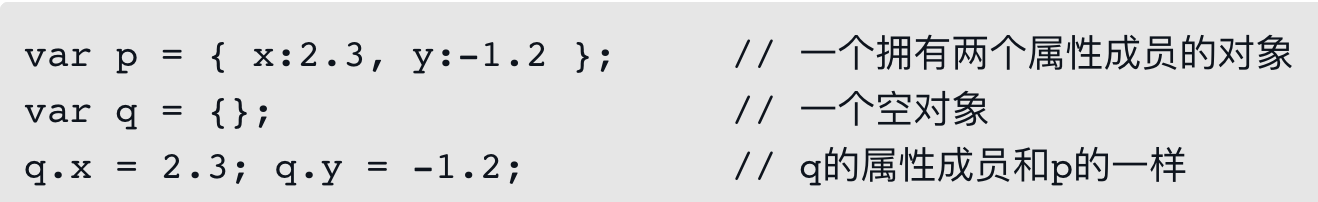 var p = { x:2.3, y:-1.2 };      // 一个拥有两个属性成员的对象
var q = {};                     // 一个空对象
q.x = 2.3; q.y = -1.2;          // q的属性成员和p的一样